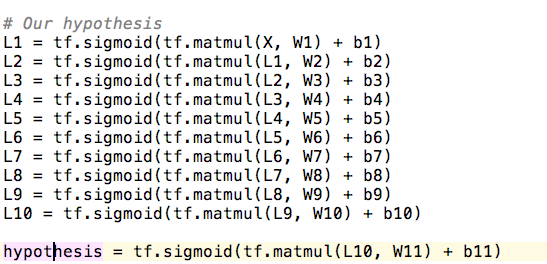 # Our hypothesis
L1 = tf.sigmoid(tf.matmul(X, W1) + b1)
L2 = tf.sigmoid(tf.matmul(L1, W2) + b2)
L3 = tf.sigmoid(tf.matmul(L2, W3) + b3)
L4 = tf.sigmoid(tf.matmul(L3, W4) + b4)
L5 = tf.sigmoid(tf.matmul(L4, W5) + b5)
L6 = tf.sigmoid(tf.matmul(L5, W6) + b6)
L7 = tf.sigmoid(tf.matmul(L6, W7) + b7)
L8 = tf.sigmoid(tf.matmul(L7, W8) + b8)
L9 = tf.sigmoid(tf.matmul(L8, W9) + b9)
L10 = tf.sigmoid(tf.matmul(L9, W10) + b10)
hypothesis = tf.sigmoid(tf.matmul(L10, W11) + b11)